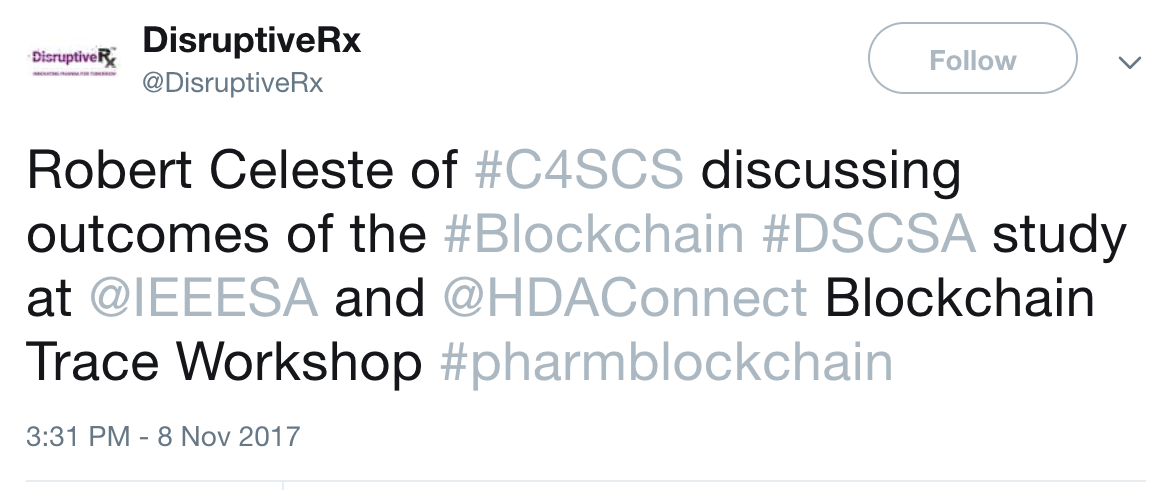 DisruptiveRx
DisruptiveRx
@DisruptiveRx
Follow
Robert Celeste of #C4SCS discussing
outcomes of the #Blockchain #DSCSA study
at @IEEESA and @HDAConnect Blockchain
Trace Workshop #pharmblockchain
3:31 PM - 8 Nov 2017